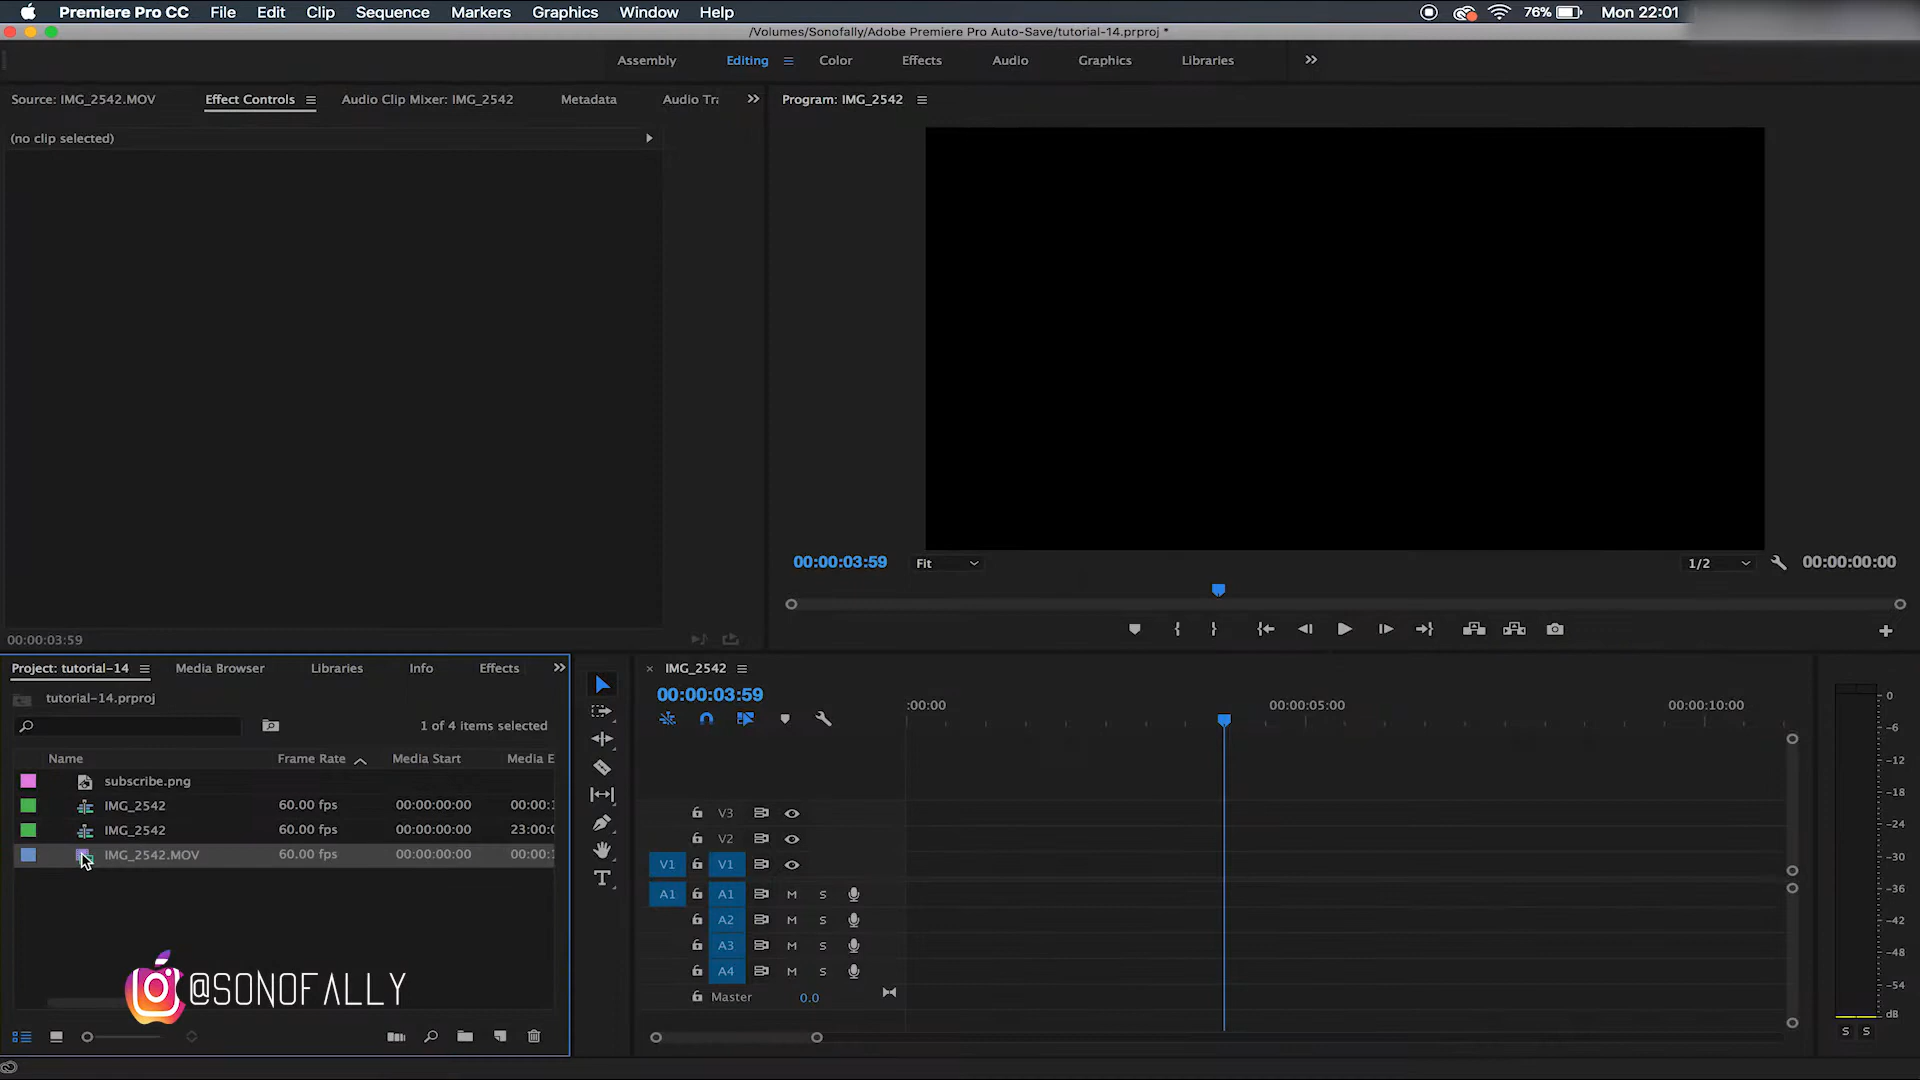 Premiere Pro CC File Edit Clip Sequence Markers Graphics Window Help 76% Mon 22:01
/Volumes/Sonofally/Adobe Premiere Pro Auto-Save/tutorial-14.prproj *
Assembly Editing Color Effects Audio Graphics Libraries
Source: IMG_2542.MOV Effect Controls Audio Clip Mixer: IMG_2542 Metadata Audio Tra
Program: IMG_2542
(no clip selected)
00:00:03:59 Fit 1/2 00:00:00:00
00:00:03:59
Project: tutorial-14 Media Browser Libraries Info Effects
tutorial-14.prproj
1 of 4 items selected
Name Frame Rate Media Start Media E
subscribe.png
IMG_2542 60.00 fps 00:00:00:00 00:00:1
IMG_2542 60.00 fps 00:00:00:00 23:00:0
IMG_2542.MOV 60.00 fps 00:00:00:00 00:00:1
@SONOFALLY
IMG_2542
00:00:03:59
:00:00 00:00:05:00 00:00:10:00
V3
V2
V1 V1
A1 A1 M S
A2 M S
A3 M S
A4 M S
Master 0.0
T
0
-6
-12
-18
-24
-30
-36
-42
-48
-54
dB
S S